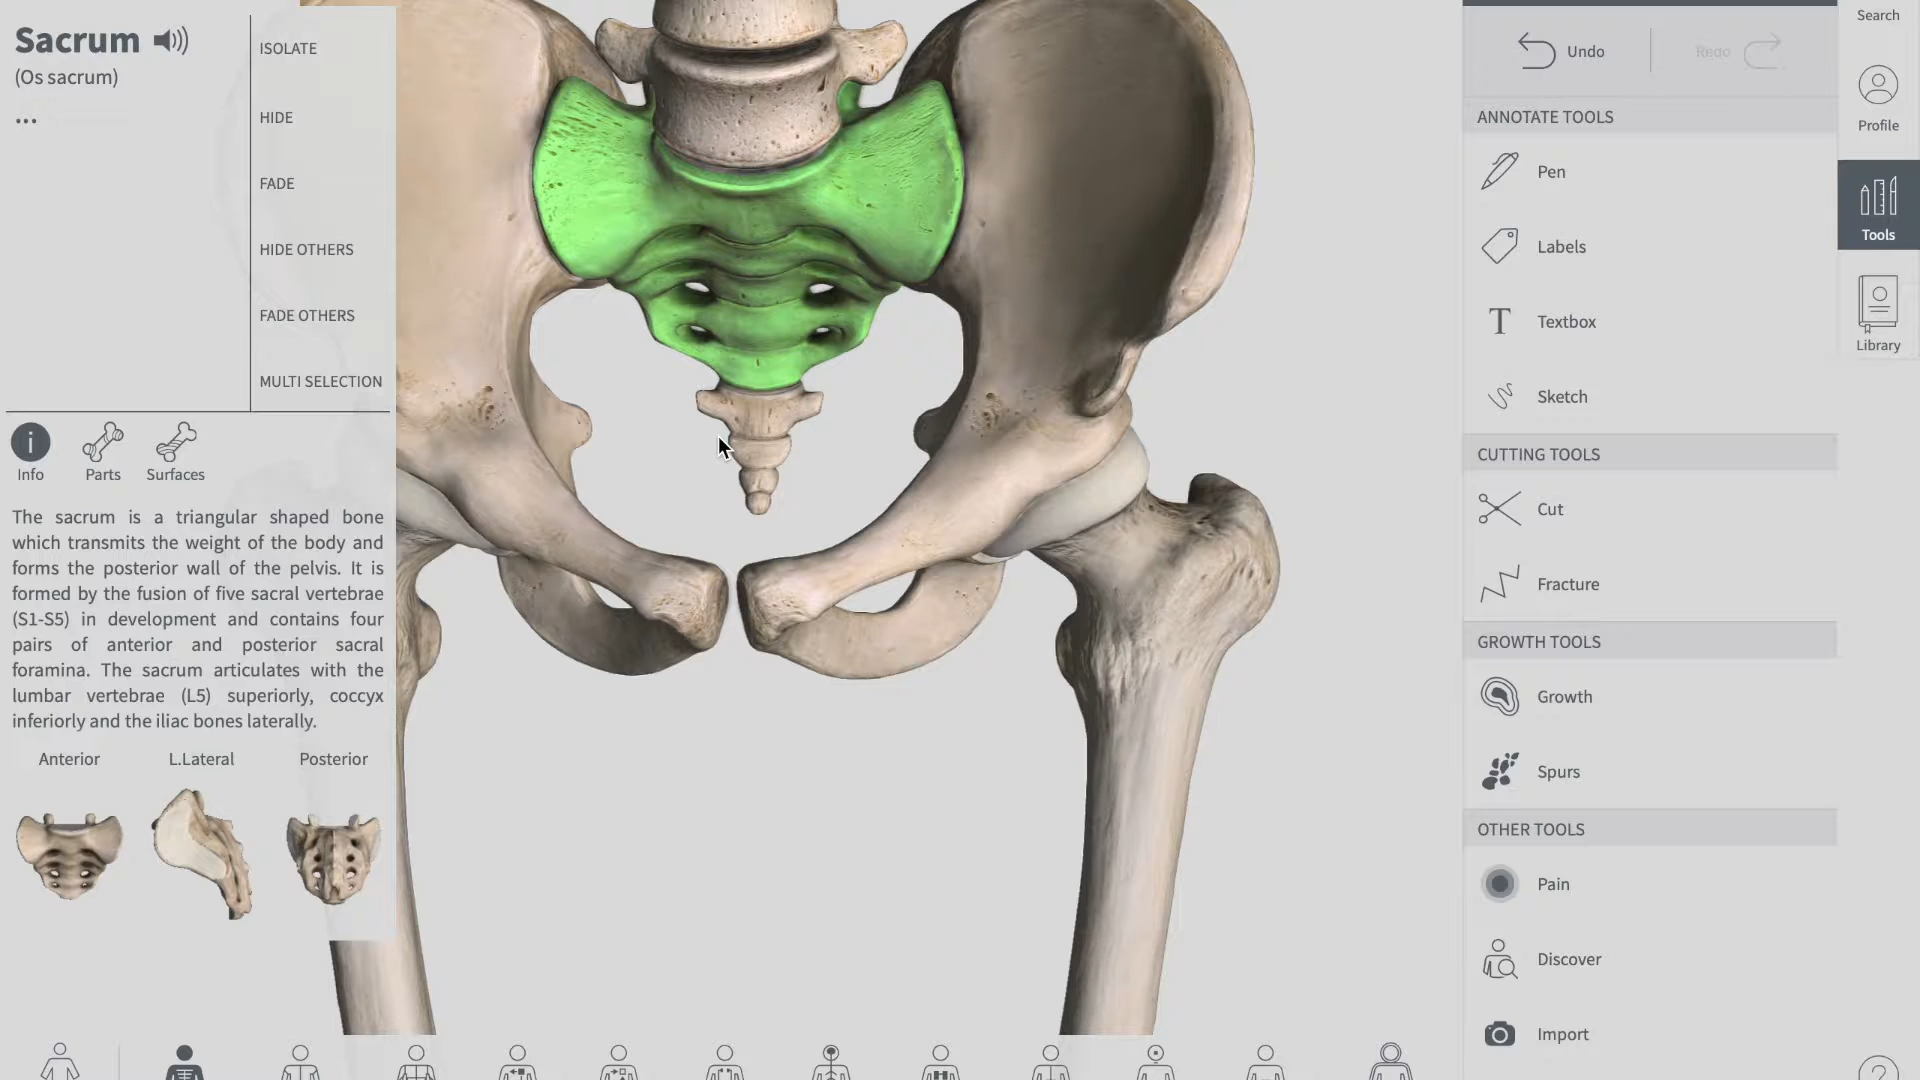 Sacrum
(Os sacrum)
...
ISOLATE
HIDE
FADE
HIDE OTHERS
FADE OTHERS
MULTI SELECTION
Info
Parts
Surfaces
The sacrum is a triangular shaped bone
which transmits the weight of the body and
forms the posterior wall of the pelvis. It is
formed by the fusion of five sacral vertebrae
(S1-S5) in development and contains four
pairs of anterior and posterior sacral
foramina. The sacrum articulates with the
lumbar vertebrae (L5) superiorly, coccyx
inferiorly and the iliac bones laterally.
Anterior
L.Lateral
Posterior
Undo
Redo
ANNOTATE TOOLS
Pen
Labels
Textbox
Sketch
CUTTING TOOLS
Cut
Fracture
GROWTH TOOLS
Growth
Spurs
OTHER TOOLS
Pain
Discover
Import
Search
Profile
Tools
Library